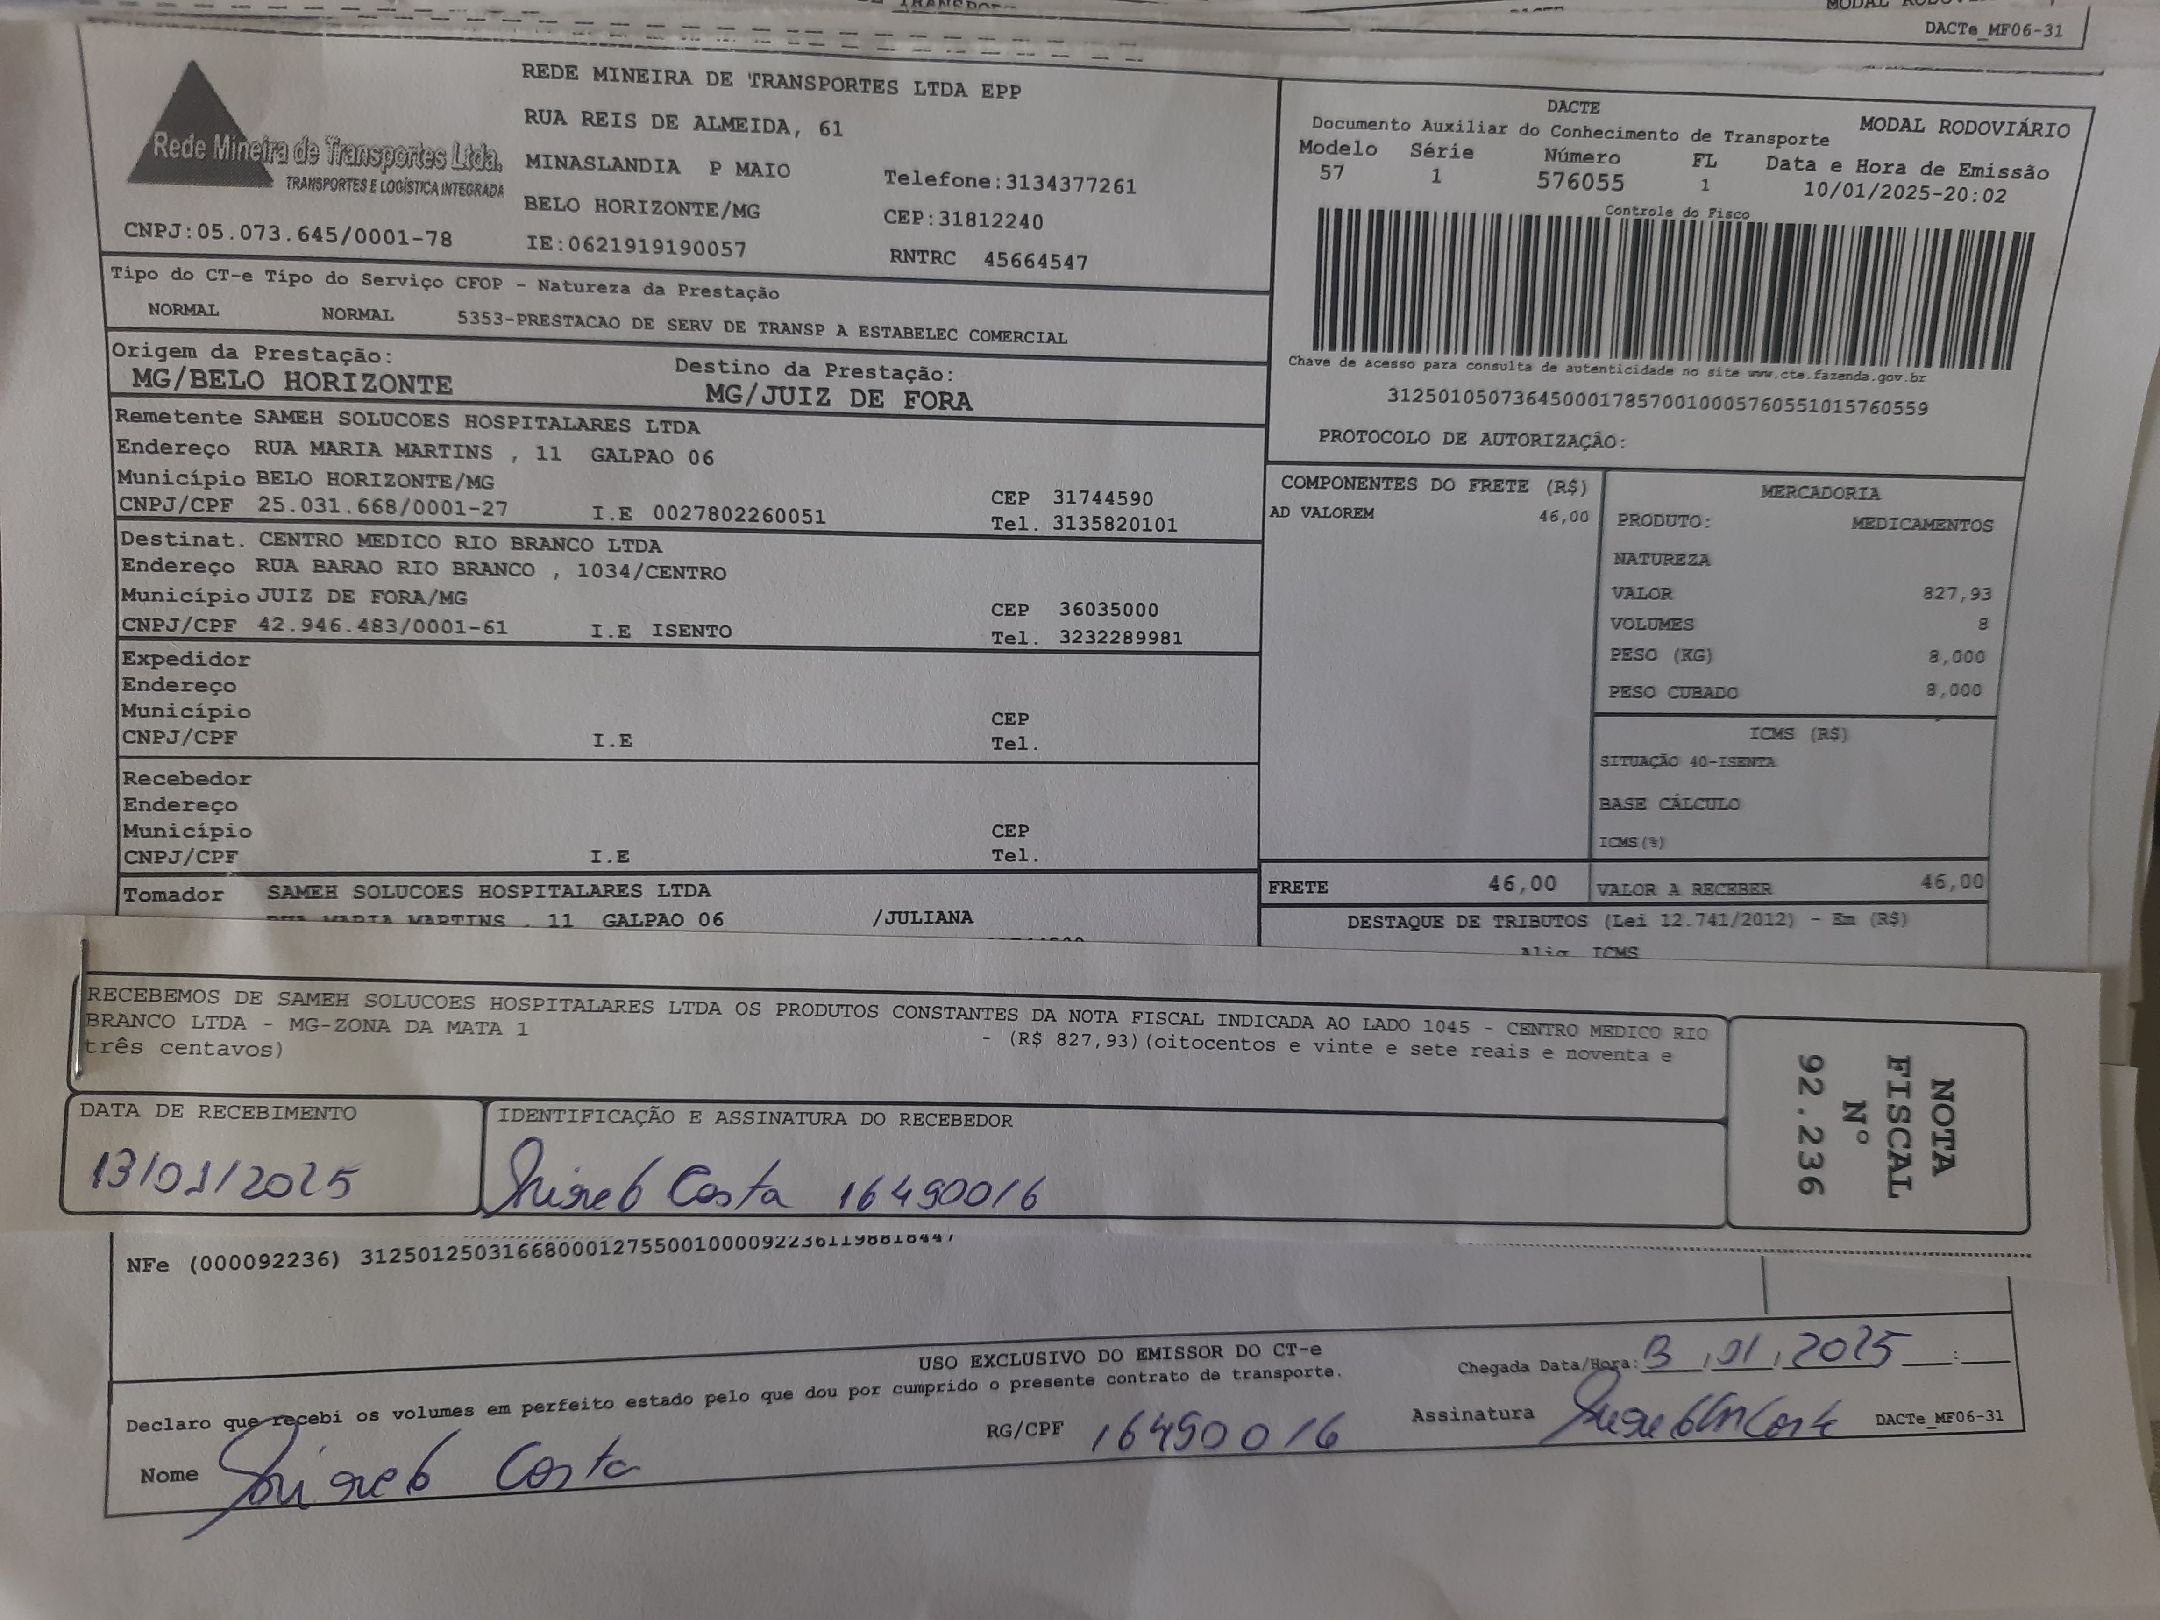 DACTe_MF06-31
Rede Mineira de Transportes Ltda.
TRANSPORTES E LOGÍSTICA INTEGRADA
CNPJ:05.073.645/0001-78
REDE MINEIRA DE TRANSPORTES LTDA EPP
RUA REIS DE ALMEIDA, 61
MINASLANDIA P MAIO Telefone:3134377261
BELO HORIZONTE/MG CEP:31812240
IE:0621919190057 RNTRC 45664547
DACTE
Documento Auxiliar do Conhecimento de Transporte MODAL RODOVIÁRIO
Modelo Série Número FL Data e Hora de Emissão
57 1 576055 1 10/01/2025-20:02
Controle do Fisco
Chave de acesso para consulta de autenticidade no site www.cte.fazenda.gov.br
31250105073645000178570010005760551015760559
PROTOCOLO DE AUTORIZAÇÃO:
Tipo do CT-e Tipo do Serviço CFOP - Natureza da Prestação
NORMAL NORMAL 5353-PRESTACAO DE SERV DE TRANSP A ESTABELEC COMERCIAL
Origem da Prestação: Destino da Prestação:
MG/BELO HORIZONTE MG/JUIZ DE FORA
Remetente SAMEH SOLUCOES HOSPITALARES LTDA
Endereço RUA MARIA MARTINS , 11 GALPAO 06
Município BELO HORIZONTE/MG CEP 31744590
CNPJ/CPF 25.031.668/0001-27 I.E 0027802260051 Tel. 3135820101
Destinat. CENTRO MEDICO RIO BRANCO LTDA
Endereço RUA BARAO RIO BRANCO , 1034/CENTRO
Município JUIZ DE FORA/MG CEP 36035000
CNPJ/CPF 42.946.483/0001-61 I.E ISENTO Tel. 3232289981
Expedidor
Endereço
Município CEP
CNPJ/CPF I.E Tel.
Recebedor
Endereço
Município CEP
CNPJ/CPF I.E Tel.
Tomador SAMEH SOLUCOES HOSPITALARES LTDA
RUA MARIA MARTINS , 11 GALPAO 06 /JULIANA
COMPONENTES DO FRETE (R$)
AD VALOREM 46,00
MERCADORIA
PRODUTO: MEDICAMENTOS
NATUREZA
VALOR 827,93
VOLUMES 8
PESO (KG) 8,000
PESO CUBADO 8,000
ICMS (R$)
SITUAÇÃO 40-ISENTA
BASE CÁLCULO
ICMS(%)
FRETE 46,00 VALOR A RECEBER 46,00
DESTAQUE DE TRIBUTOS (Lei 12.741/2012) - Em (R$)
Aliq ICMS
RECEBEMOS DE SAMEH SOLUCOES HOSPITALARES LTDA OS PRODUTOS CONSTANTES DA NOTA FISCAL INDICADA AO LADO 1045 - CENTRO MEDICO RIO
BRANCO LTDA - MG-ZONA DA MATA 1 - (R$ 827,93)(oitocentos e vinte e sete reais e noventa e
três centavos)
DATA DE RECEBIMENTO
13/01/2025
IDENTIFICAÇÃO E ASSINATURA DO RECEBEDOR
Costa 16490016
NOTA
FISCAL
Nº
92.236
NFe (000092236)
USO EXCLUSIVO DO EMISSOR DO CT-e
Chegada Data/Hora: 13,01,2025 __:__
Declaro que recebi os volumes em perfeito estado pelo que dou por cumprido o presente contrato de transporte.
Nome Costa
RG/CPF 16490016
Assinatura
DACTe_MF06-31